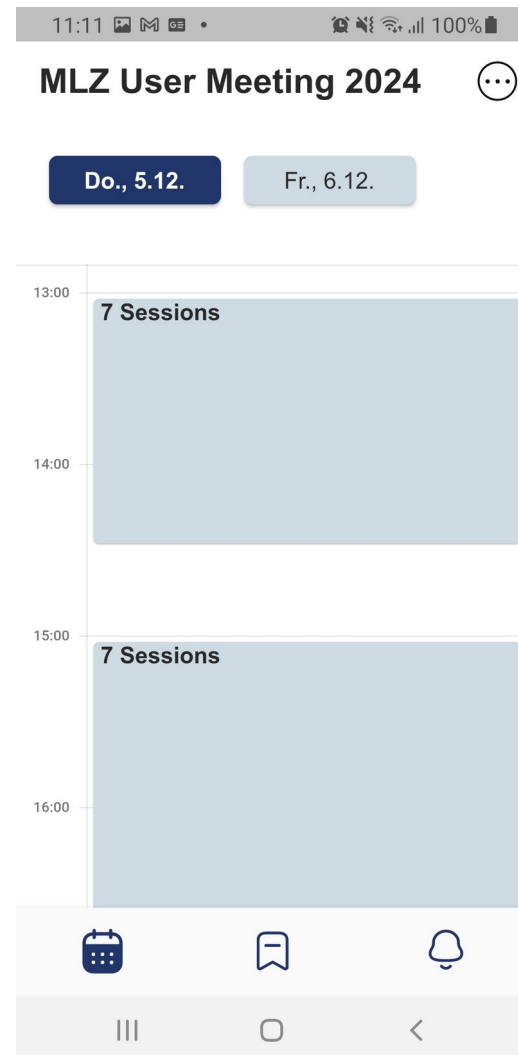 11:11 100%
MLZ User Meeting 2024
Do., 5.12. Fr., 6.12.
13:00
7 Sessions
14:00
15:00
7 Sessions
16:00